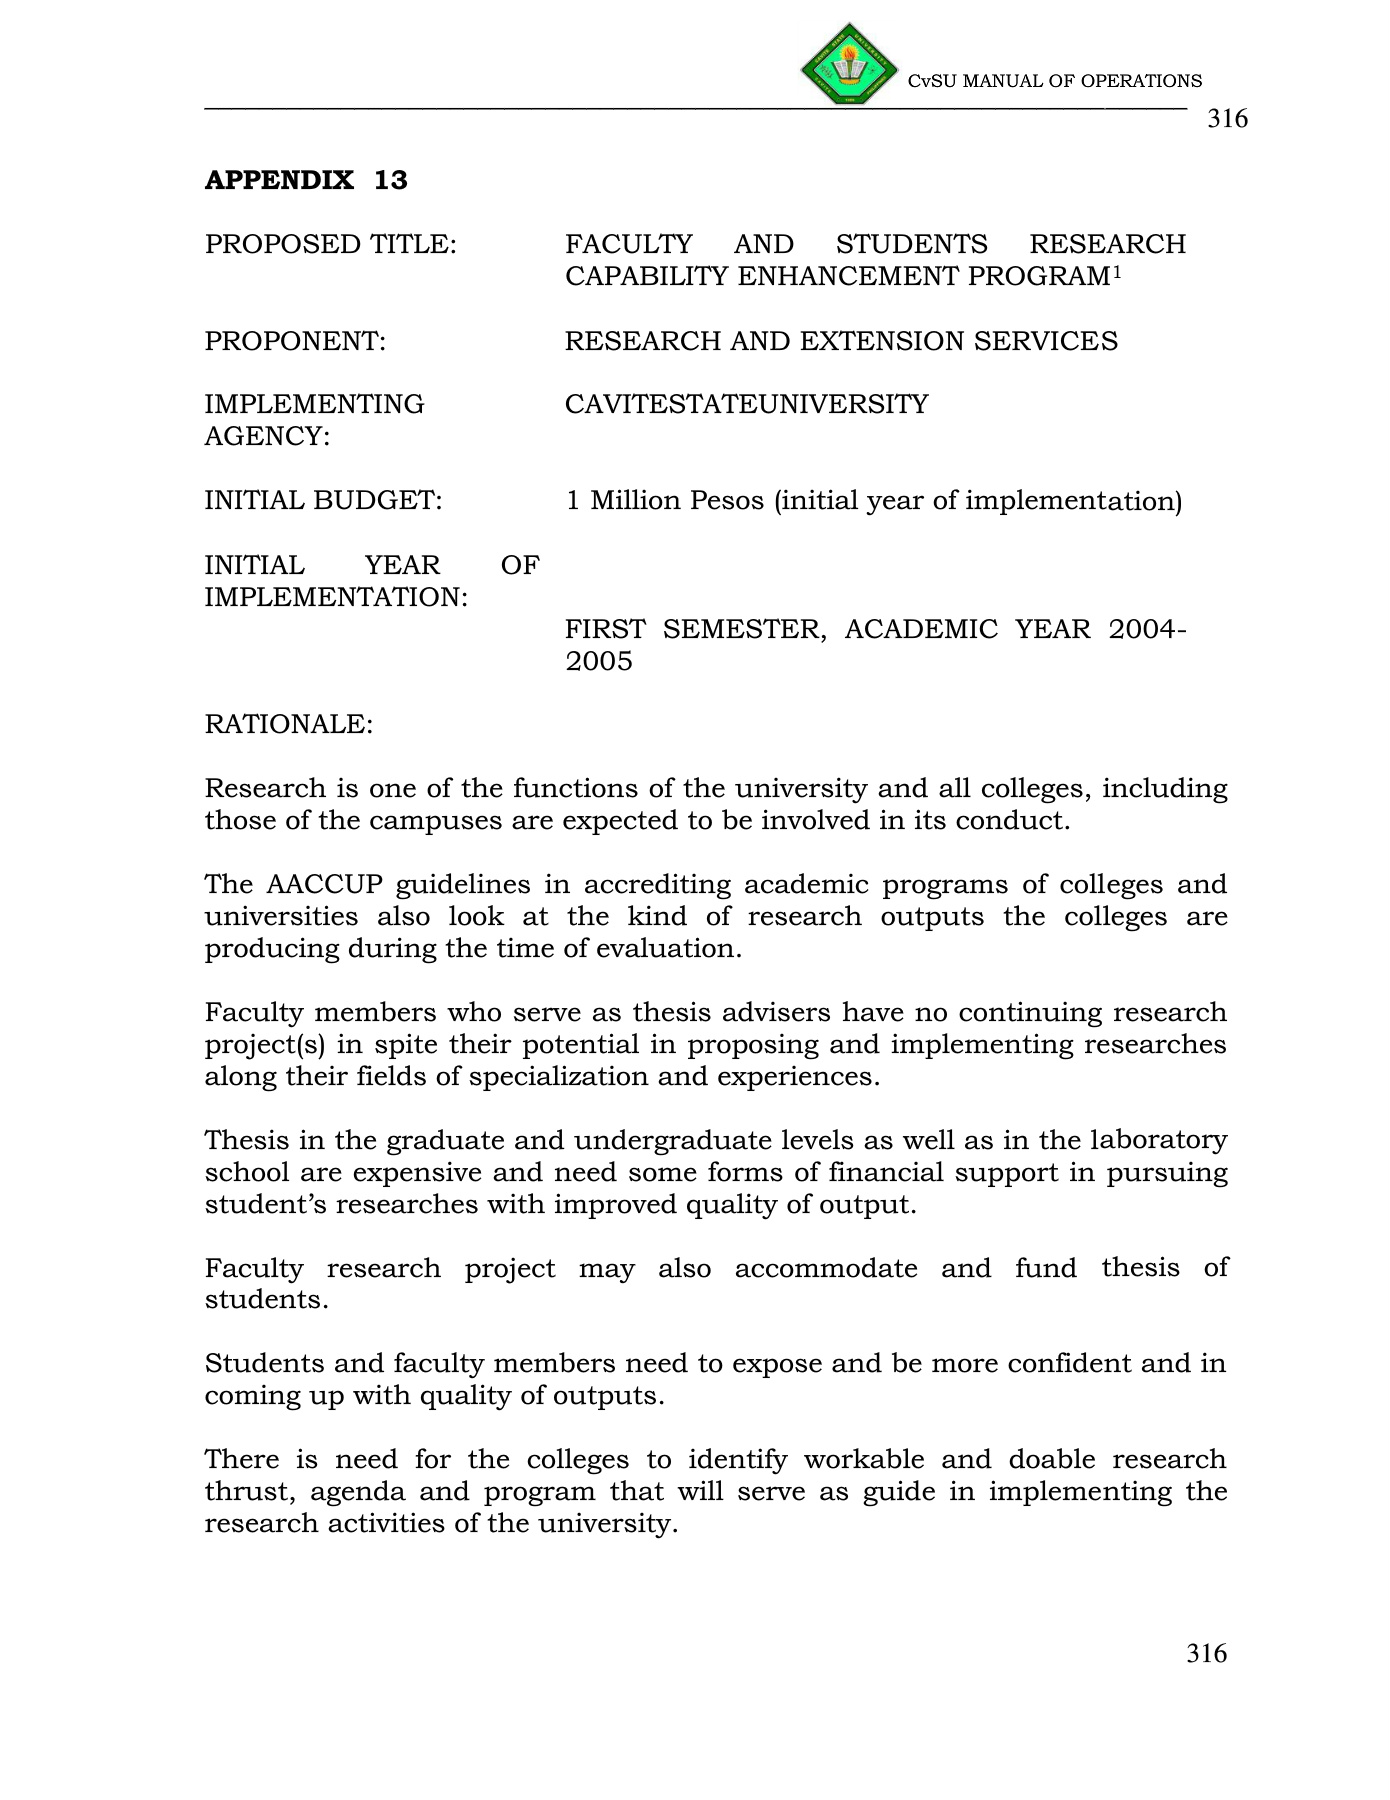 CvSU MANUAL OF OPERATIONS
316
APPENDIX 13
PROPOSED TITLE: FACULTY AND STUDENTS RESEARCH
CAPABILITY ENHANCEMENT PROGRAM¹
PROPONENT: RESEARCH AND EXTENSION SERVICES
IMPLEMENTING CAVITESTATEUNIVERSITY
AGENCY:
INITIAL BUDGET: 1 Million Pesos (initial year of implementation)
INITIAL YEAR OF
IMPLEMENTATION:
FIRST SEMESTER, ACADEMIC YEAR 2004-
2005
RATIONALE:
Research is one of the functions of the university and all colleges, including
those of the campuses are expected to be involved in its conduct.
The AACCUP guidelines in accrediting academic programs of colleges and
universities also look at the kind of research outputs the colleges are
producing during the time of evaluation.
Faculty members who serve as thesis advisers have no continuing research
project(s) in spite their potential in proposing and implementing researches
along their fields of specialization and experiences.
Thesis in the graduate and undergraduate levels as well as in the laboratory
school are expensive and need some forms of financial support in pursuing
student’s researches with improved quality of output.
Faculty research project may also accommodate and fund thesis of
students.
Students and faculty members need to expose and be more confident and in
coming up with quality of outputs.
There is need for the colleges to identify workable and doable research
thrust, agenda and program that will serve as guide in implementing the
research activities of the university.
316